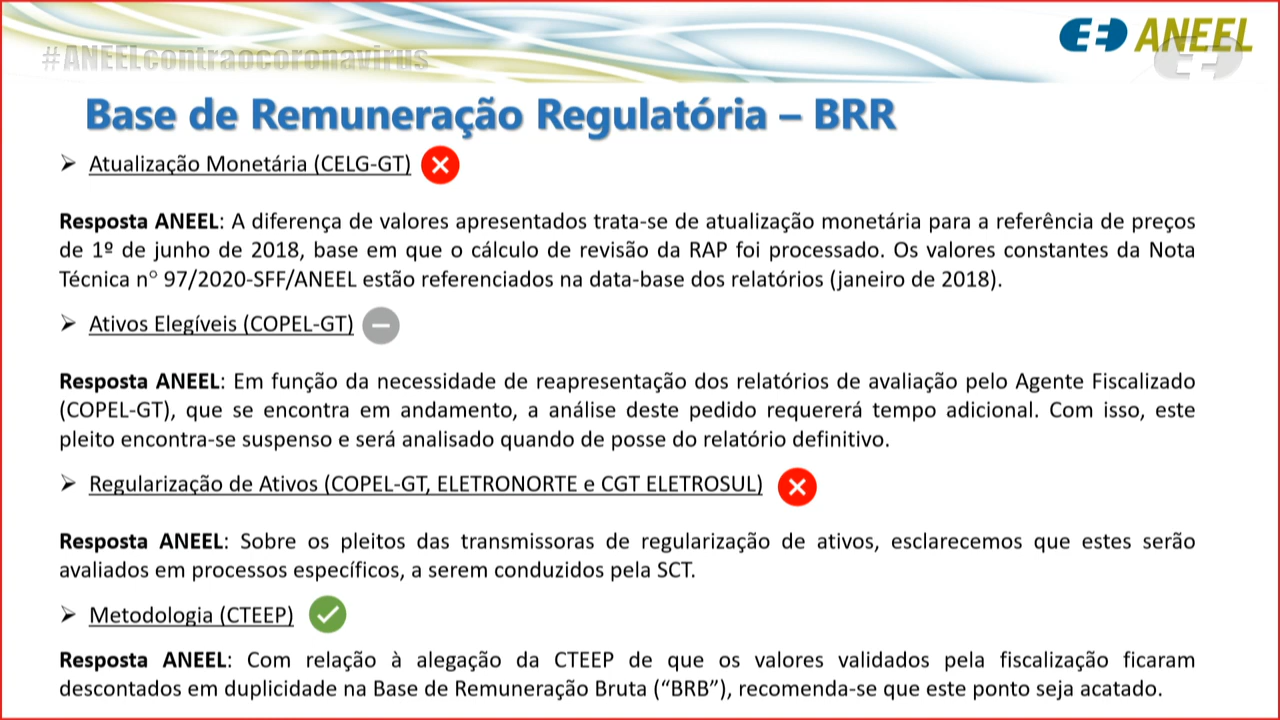 #ANEELcontraocoronavirus
ANEEL
Base de Remuneração Regulatória – BRR
➢ Atualização Monetária (CELG-GT)
Resposta ANEEL: A diferença de valores apresentados trata-se de atualização monetária para a referência de preços
de 1º de junho de 2018, base em que o cálculo de revisão da RAP foi processado. Os valores constantes da Nota
Técnica n° 97/2020-SFF/ANEEL estão referenciados na data-base dos relatórios (janeiro de 2018).
➢ Ativos Elegíveis (COPEL-GT)
Resposta ANEEL: Em função da necessidade de reapresentação dos relatórios de avaliação pelo Agente Fiscalizado
(COPEL-GT), que se encontra em andamento, a análise deste pedido requererá tempo adicional. Com isso, este
pleito encontra-se suspenso e será analisado quando de posse do relatório definitivo.
➢ Regularização de Ativos (COPEL-GT, ELETRONORTE e CGT ELETROSUL)
Resposta ANEEL: Sobre os pleitos das transmissoras de regularização de ativos, esclarecemos que estes serão
avaliados em processos específicos, a serem conduzidos pela SCT.
➢ Metodologia (CTEEP)
Resposta ANEEL: Com relação à alegação da CTEEP de que os valores validados pela fiscalização ficaram
descontados em duplicidade na Base de Remuneração Bruta (“BRB”), recomenda-se que este ponto seja acatado.